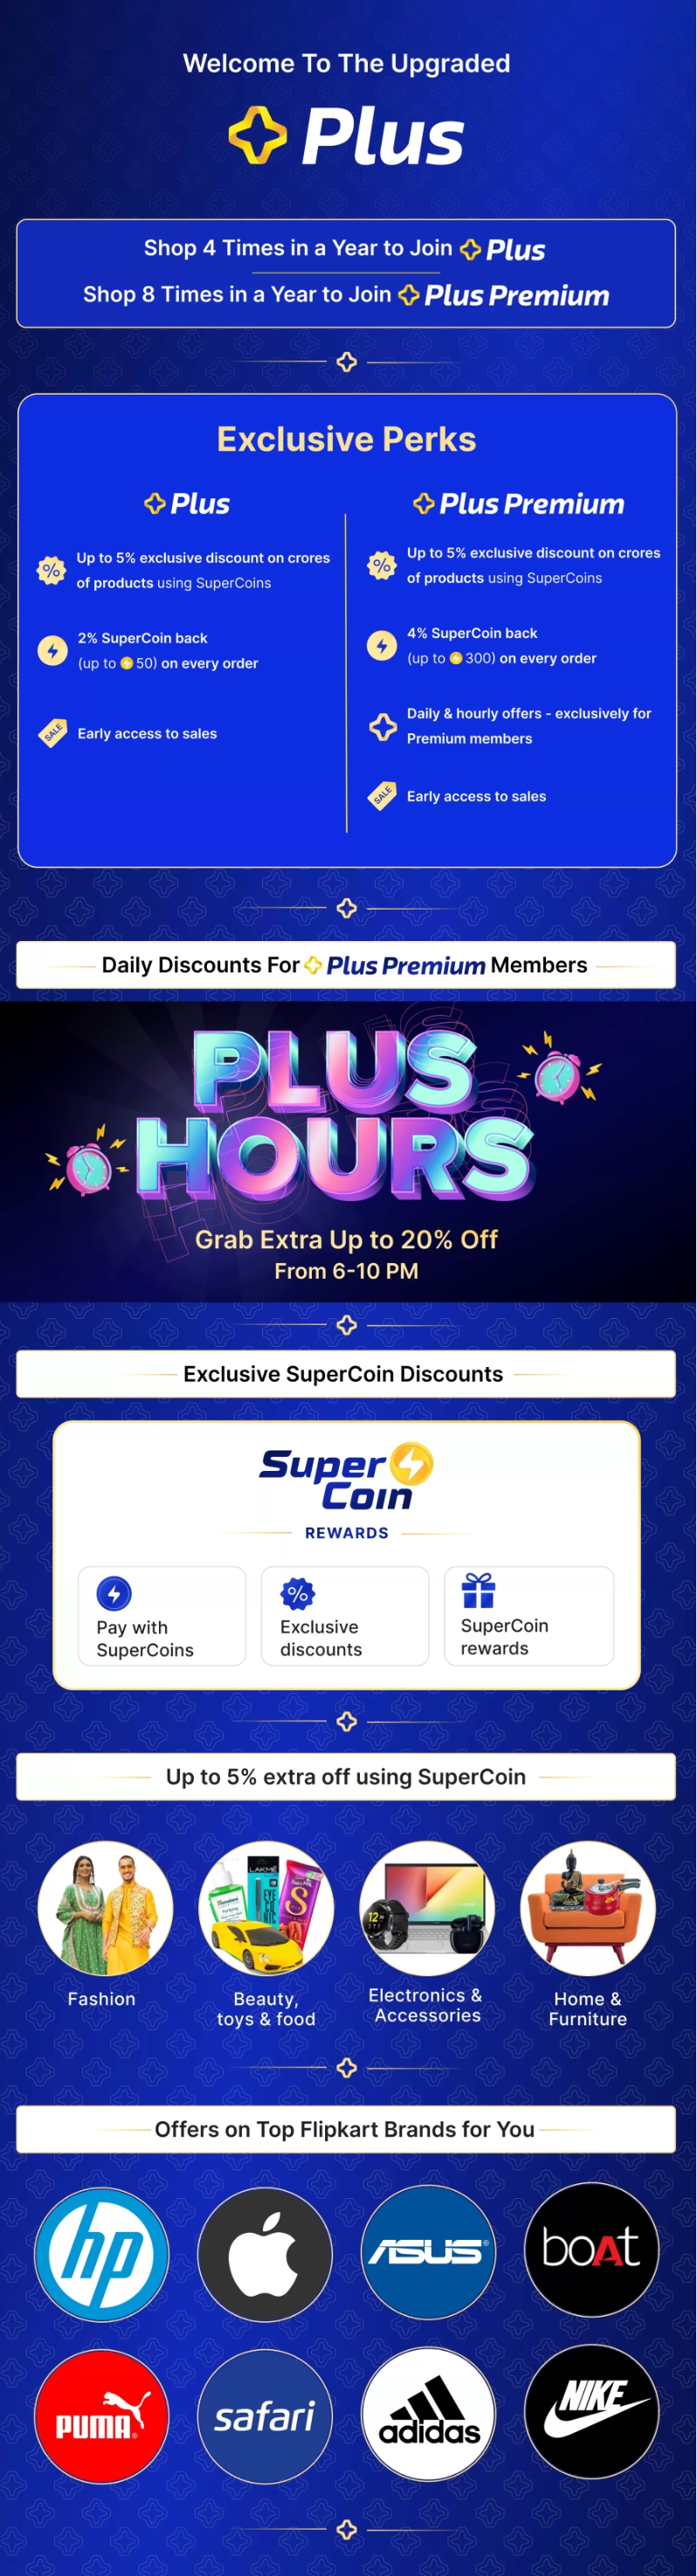 Welcome To The Upgraded
Plus
Shop 4 Times in a Year to Join Plus
Shop 8 Times in a Year to Join Plus Premium
Exclusive Perks
Plus
Up to 5% exclusive discount on crores
of products using SuperCoins
2% SuperCoin back
(up to 50) on every order
SALE
Early access to sales
Plus Premium
Up to 5% exclusive discount on crores
of products using SuperCoins
4% SuperCoin back
(up to 300) on every order
Daily & hourly offers - exclusively for
Premium members
SALE
Early access to sales
Daily Discounts For Plus Premium Members
PLUS
HOURS
Grab Extra Up to 20% Off
From 6-10 PM
Exclusive SuperCoin Discounts
Super
Coin
REWARDS
Pay with
SuperCoins
Exclusive
discounts
SuperCoin
rewards
Up to 5% extra off using SuperCoin
LAKMÉ
EYE
Himalaya
S
12
Fashion
Beauty,
toys & food
Electronics &
Accessories
Home &
Furniture
Offers on Top Flipkart Brands for You
hp
ASUS®
boAt
PUMA®
safari
adidas
NIKE